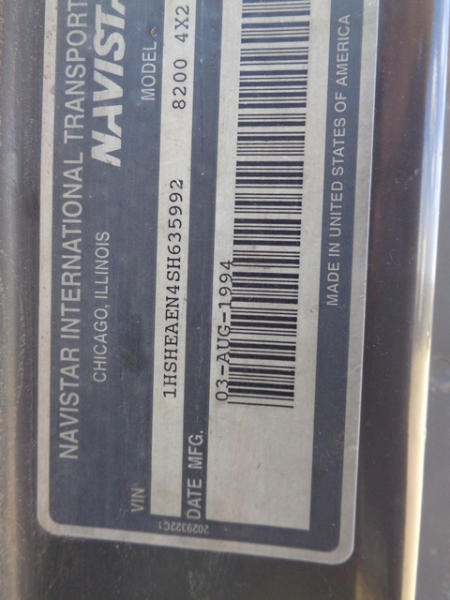 NAVISTAR INTERNATIONAL TRANSPORT
CHICAGO, ILLINOIS
NAVISTA
VIN
MODEL
1HSHEAEN4SH635992
8200 4X2
DATE MFG.
03-AUG-1994
MADE IN UNITED STATES OF AMERICA
2029322C1